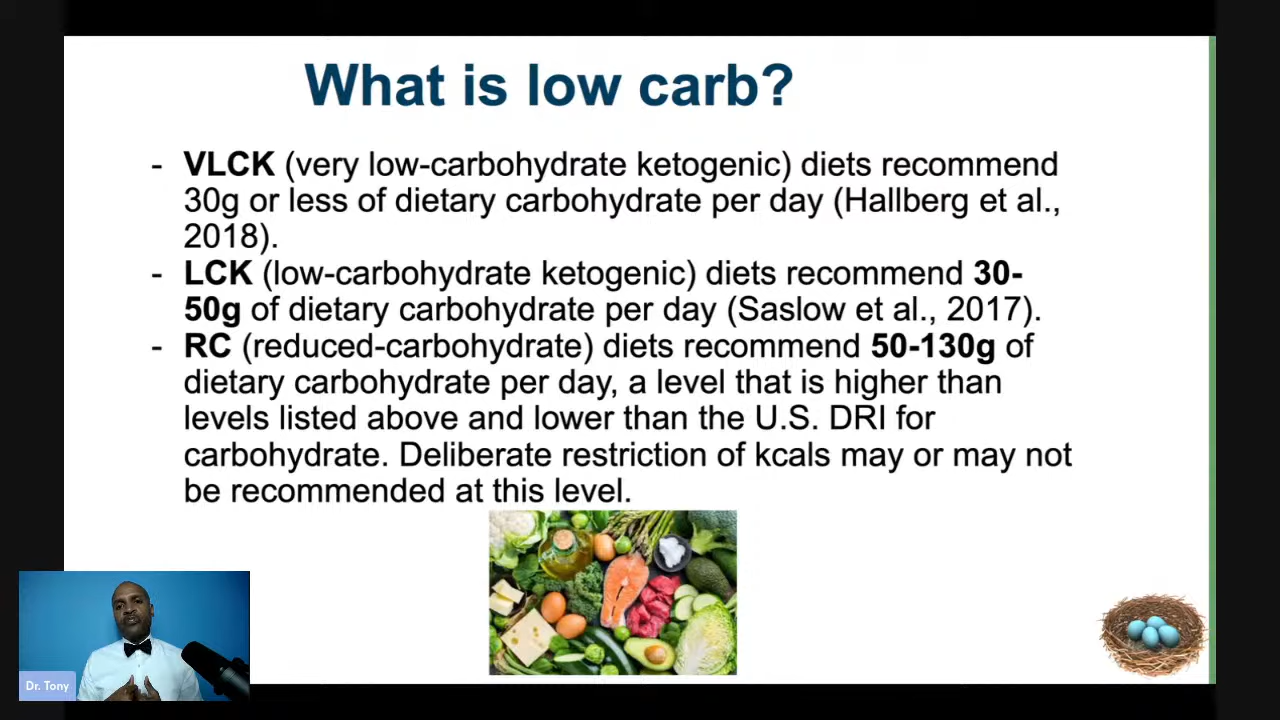 What is low carb?
- VLCK (very low-carbohydrate ketogenic) diets recommend
30g or less of dietary carbohydrate per day (Hallberg et al.,
2018).
- LCK (low-carbohydrate ketogenic) diets recommend 30-
50g of dietary carbohydrate per day (Saslow et al., 2017).
- RC (reduced-carbohydrate) diets recommend 50-130g of
dietary carbohydrate per day, a level that is higher than
levels listed above and lower than the U.S. DRI for
carbohydrate. Deliberate restriction of kcals may or may not
be recommended at this level.
Dr. Tony